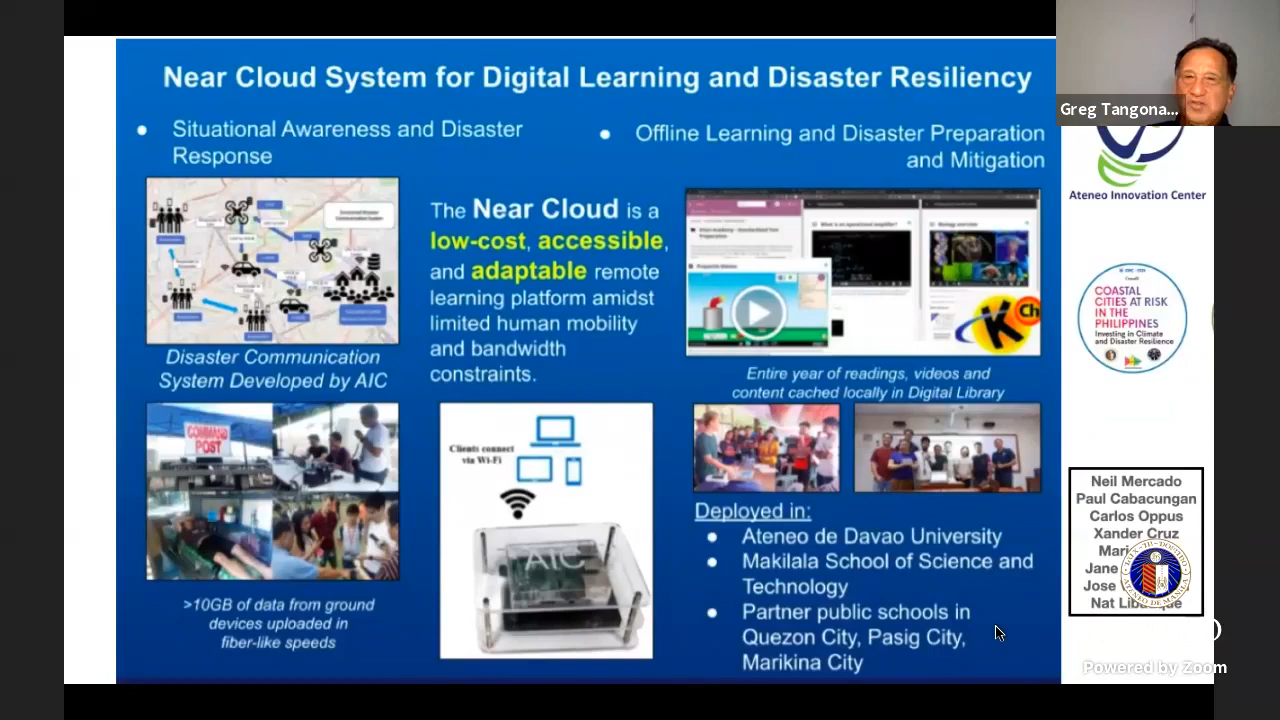 Near Cloud System for Digital Learning and Disaster Resiliency
Greg Tangona...
● Situational Awareness and Disaster
Response
● Offline Learning and Disaster Preparation
and Mitigation
Ateneo Innovation Center
The Near Cloud is a
low-cost, accessible,
and adaptable remote
learning platform amidst
limited human mobility
and bandwidth
constraints.
Disaster Communication
System Developed by AIC
Entire year of readings, videos and
content cached locally in Digital Library
COASTAL
CITIES AT RISK
IN THE
PHILIPPINES
Investing in Climate
and Disaster Resilience
COMMAND
POST
Clients connect
via Wi-Fi
AIC
>10GB of data from ground
devices uploaded in
fiber-like speeds
Deployed in:
● Ateneo de Davao University
● Makilala School of Science and
Technology
● Partner public schools in
Quezon City, Pasig City,
Marikina City
Neil Mercado
Paul Cabacungan
Carlos Oppus
Xander Cruz
Jane
Jose
Nat
Powered by Zoom